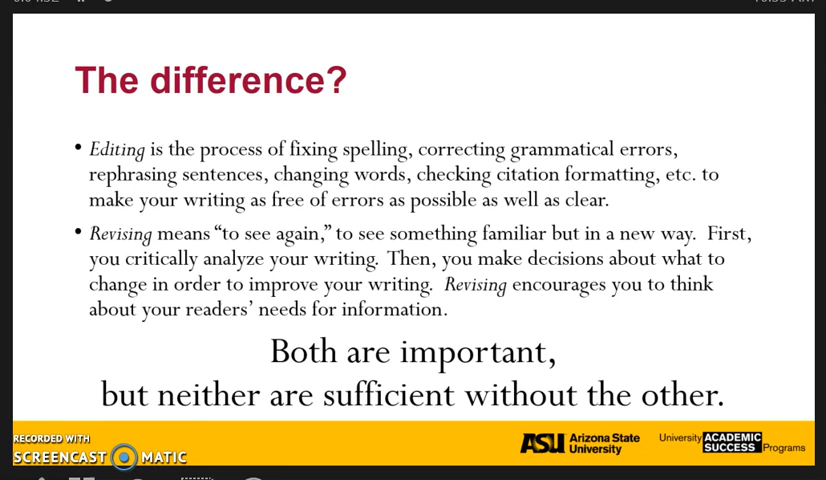 The difference?
• Editing is the process of fixing spelling, correcting grammatical errors,
rephrasing sentences, changing words, checking citation formatting, etc. to
make your writing as free of errors as possible as well as clear.
• Revising means “to see again,” to see something familiar but in a new way. First,
you critically analyze your writing. Then, you make decisions about what to
change in order to improve your writing. Revising encourages you to think
about your readers’ needs for information.
Both are important,
but neither are sufficient without the other.
RECORDED WITH
SCREENCAST MATIC
ASU Arizona State
University
University ACADEMIC
SUCCESS Programs